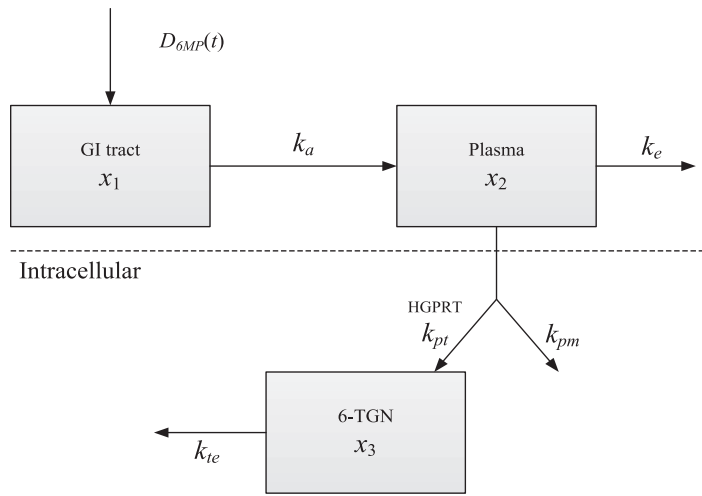 D6MP(t)
GI tract
x1
ka
Plasma
x2
ke
Intracellular
HGPRT
kpt
kpm
6-TGN
x3
kte